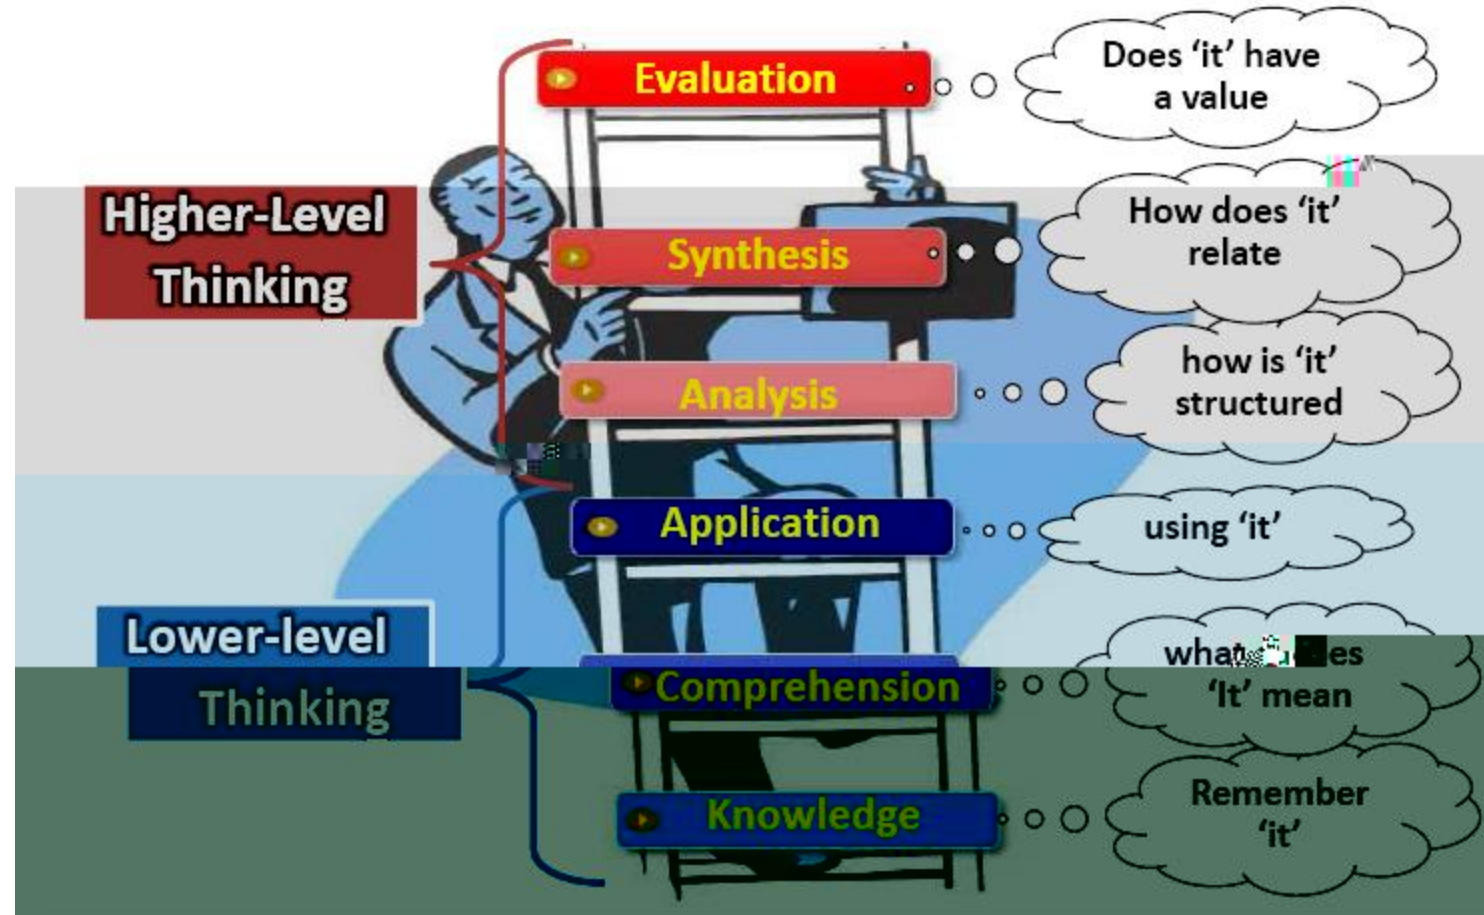 Evaluation
Does ‘it’ have
a value
Higher-Level
Thinking
Synthesis
How does ‘it’
relate
Analysis
how is ‘it’
structured
Application
using ‘it’
Lower-level
Thinking
Comprehension
what
‘It’ mean
Knowledge
Remember
‘it’